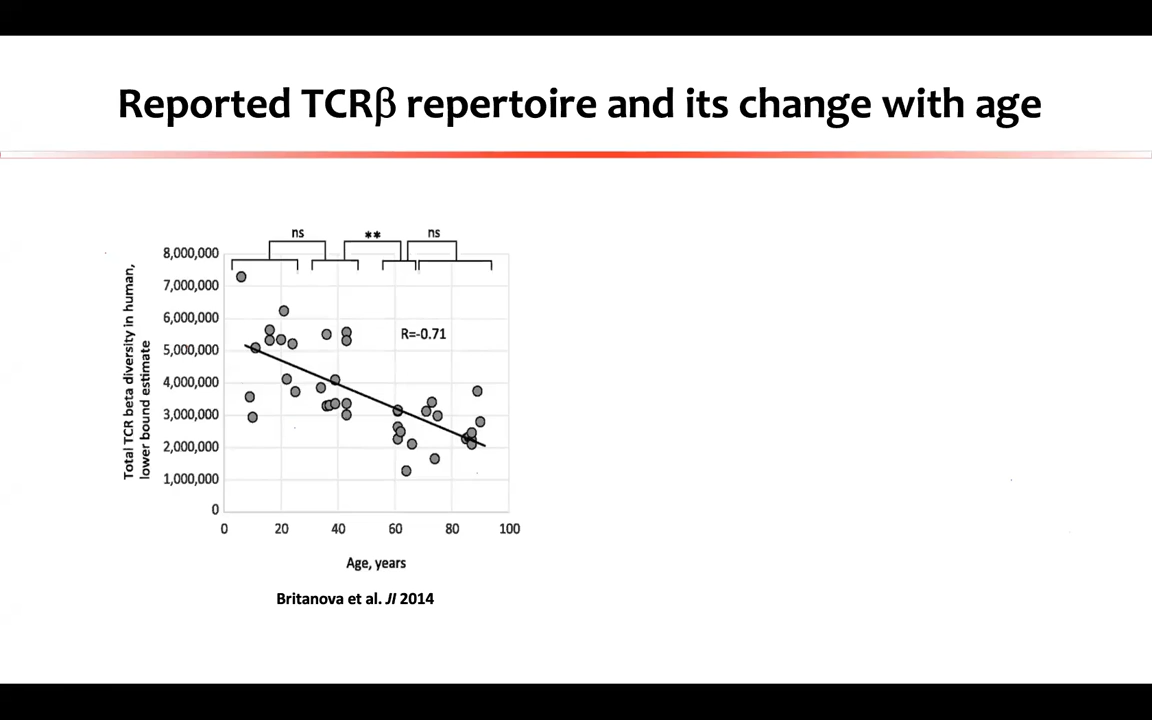 Reported TCRβ repertoire and its change with age
ns
**
ns
8,000,000
7,000,000
6,000,000
5,000,000
4,000,000
3,000,000
2,000,000
1,000,000
0
Total TCR beta diversity in human,
lower bound estimate
R=-0.71
0 20 40 60 80 100
Age, years
Britanova et al. JI 2014